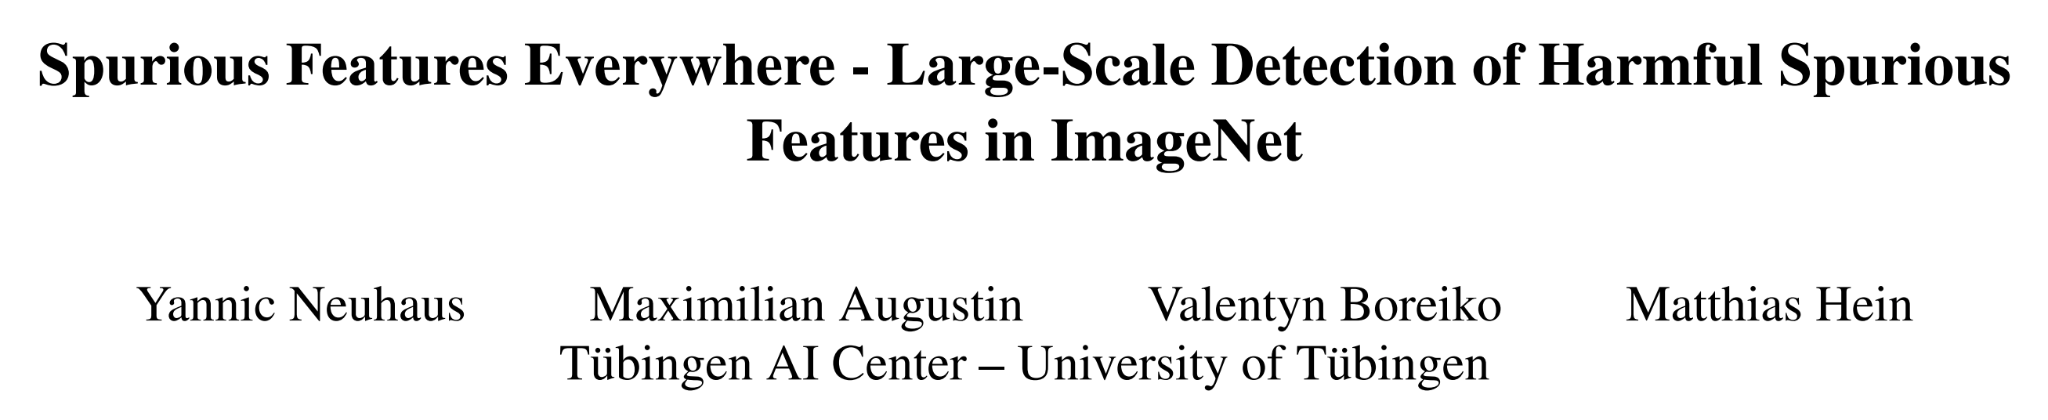 Spurious Features Everywhere - Large-Scale Detection of Harmful Spurious
Features in ImageNet
Yannic Neuhaus Maximilian Augustin Valentyn Boreiko Matthias Hein
Tübingen AI Center – University of Tübingen